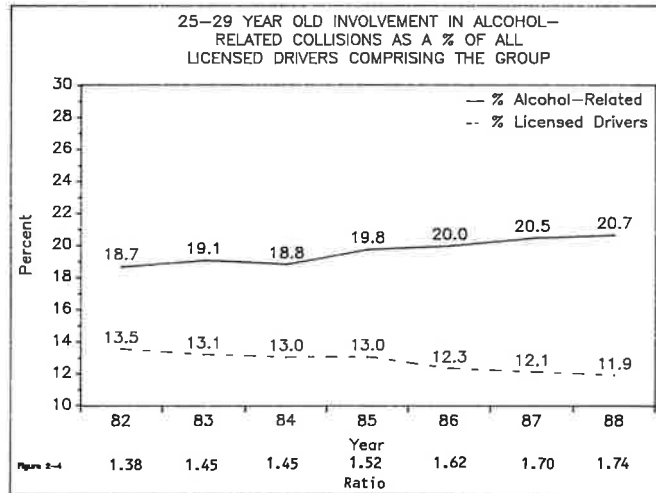 25-29 YEAR OLD INVOLVEMENT IN ALCOHOL-
RELATED COLLISIONS AS A % OF ALL
LICENSED DRIVERS COMPRISING THE GROUP
30
28
26
24
22
20
18
16
14
12
10
Percent
% Alcohol-Related
% Licensed Drivers
18.7 19.1 18.8 19.8 20.0 20.5 20.7
13.5 13.1 13.0 13.0 12.3 12.1 11.9
82 83 84 85 86 87 88
Year
Figure 2-4 1.38 1.45 1.45 1.52 1.62 1.70 1.74
Ratio